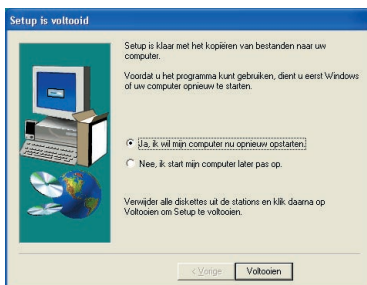 Setup is voltooid
Setup is klaar met het kopiëren van bestanden naar uw
computer.
Voordat u het programma kunt gebruiken, dient u eerst Windows
of uw computer opnieuw te starten.
Ja, ik wil mijn computer nu opnieuw opstarten.
Nee, ik start mijn computer later pas op.
Verwijder alle diskettes uit de stations en klik daarna op
Voltooien om Setup te voltooien.
< Vorige
Voltooien